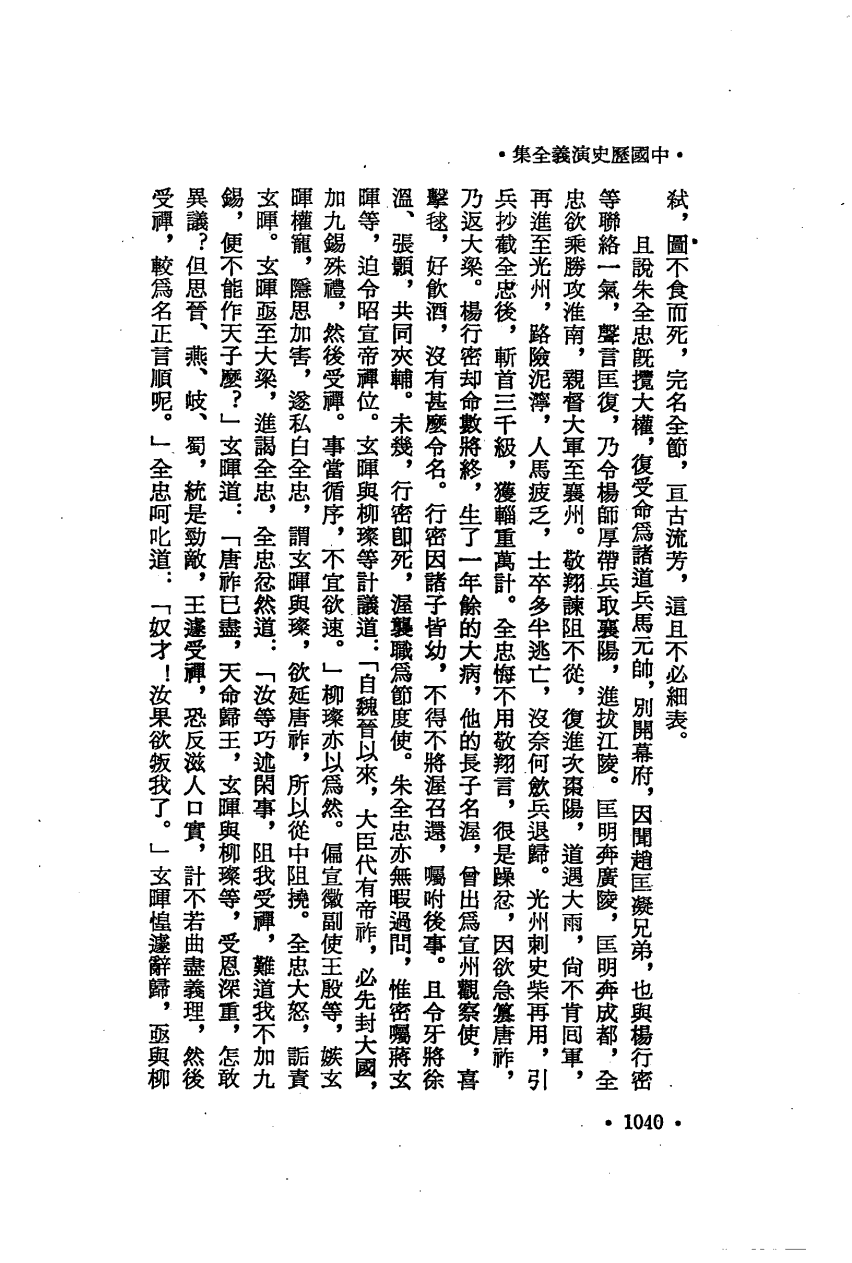 •中國歷史演義全集•
弒，圖不食而死，完名全節，亘古流芳，這且不必細表。
且說朱全忠既攬大權，復受命爲諸道兵馬元帥，別開幕府，因聞趙匡凝兄弟，也與楊行密
等聯絡一氣，聲言匡復，乃令楊師厚帶兵取襄陽，進拔江陵。匡明奔廣陵，匡明奔成都，全
忠欲乘勝攻淮南，親督大軍至襄州。敬翔諫阻不從，復進次棗陽，道遇大雨，尙不肯囘軍，
再進至光州，路險泥濘，人馬疲乏，士卒多半逃亡，沒奈何歛兵退歸。光州刺史柴再用，引
兵抄截全忠後，斬首三千級，獲輜重萬計。全忠悔不用敬翔言，很是躁忿，因欲急簒唐祚，
乃返大梁。楊行密却命數將終，生了一年餘的大病，他的長子名渥，曾出爲宣州觀察使，喜
擊毬，好飮酒，沒有甚麼令名。行密因諸子皆幼，不得不將渥召還，囑咐後事。且令牙將徐
溫、張顥，共同夾輔。未幾，行密卽死，渥襲職爲節度使。朱全忠亦無暇過問，惟密囑蔣玄
暉等，迫令昭宣帝禪位。玄暉與柳璨等計議道：「自魏晉以來，大臣代有帝祚，必先封大國，
加九錫殊禮，然後受禪。事當循序，不宜欲速。」柳璨亦以爲然。偏宣徽副使王殷等，嫉玄
暉權寵，隱思加害，遂私白全忠，謂玄暉與璨，欲延唐祚，所以從中阻撓。全忠大怒，詬責
玄暉。玄暉亟至大梁，進謁全忠，全忠忿然道：「汝等巧述閑事，阻我受禪，難道我不加九
錫，便不能作天子麼？」玄暉道：「唐祚已盡，天命歸王，玄暉與柳璨等，受恩深重，怎敢
異議？但思晉、燕、岐、蜀，統是勁敵，王遽受禪，恐反滋人口實，計不若曲盡義理，然後
受禪，較爲名正言順呢。」全忠呵叱道：「奴才！汝果欲叛我了。」玄暉惶遽辭歸，亟與柳
•1040•